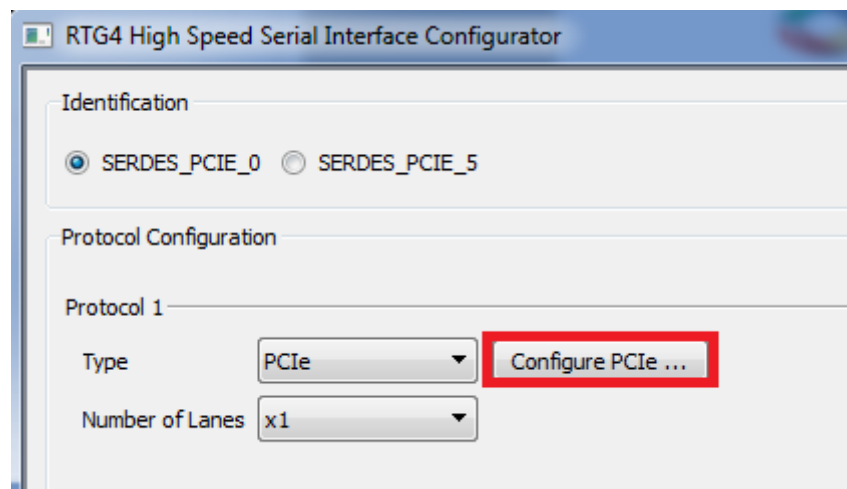 RTG4 High Speed Serial Interface Configurator
Identification
SERDES_PCIE_0 SERDES_PCIE_5
Protocol Configuration
Protocol 1
Type PCIe Configure PCIe ...
Number of Lanes x1